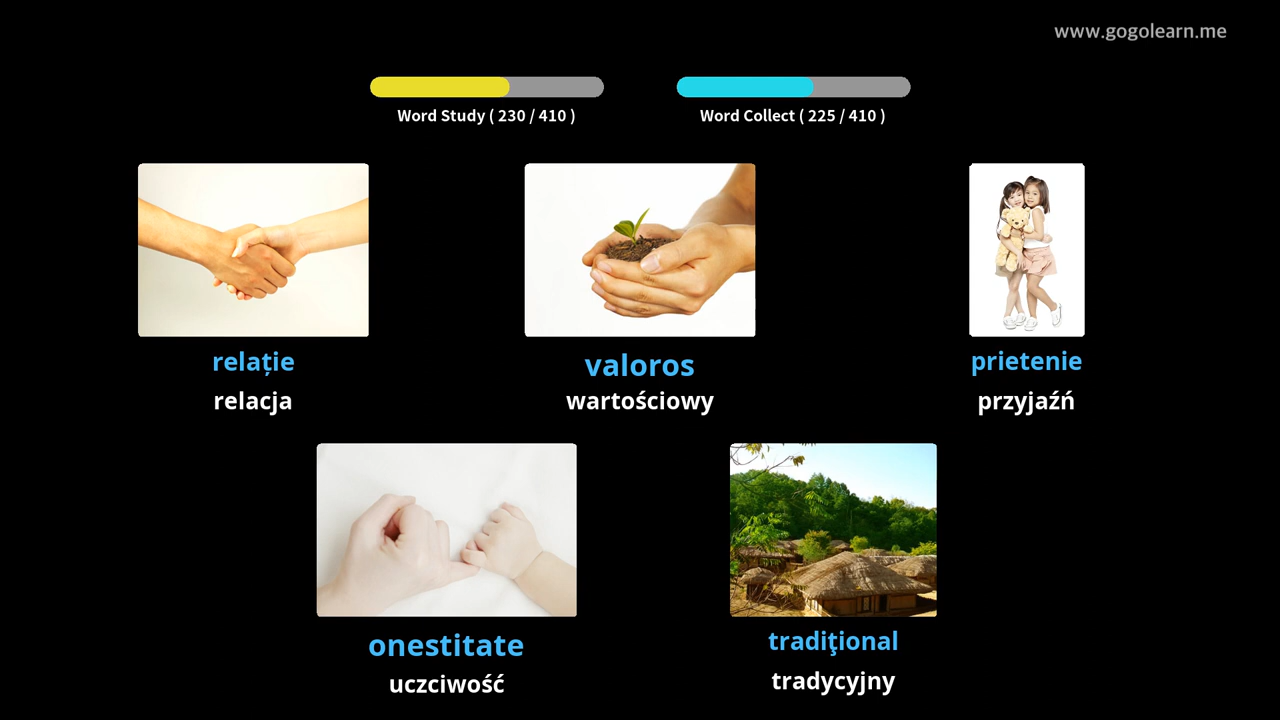 www.gogolearn.me
Word Study ( 230 / 410 )
Word Collect ( 225 / 410 )
relație
relacja
valoros
wartościowy
prietenie
przyjaźń
onestitate
uczciwość
tradiţional
tradycyjny